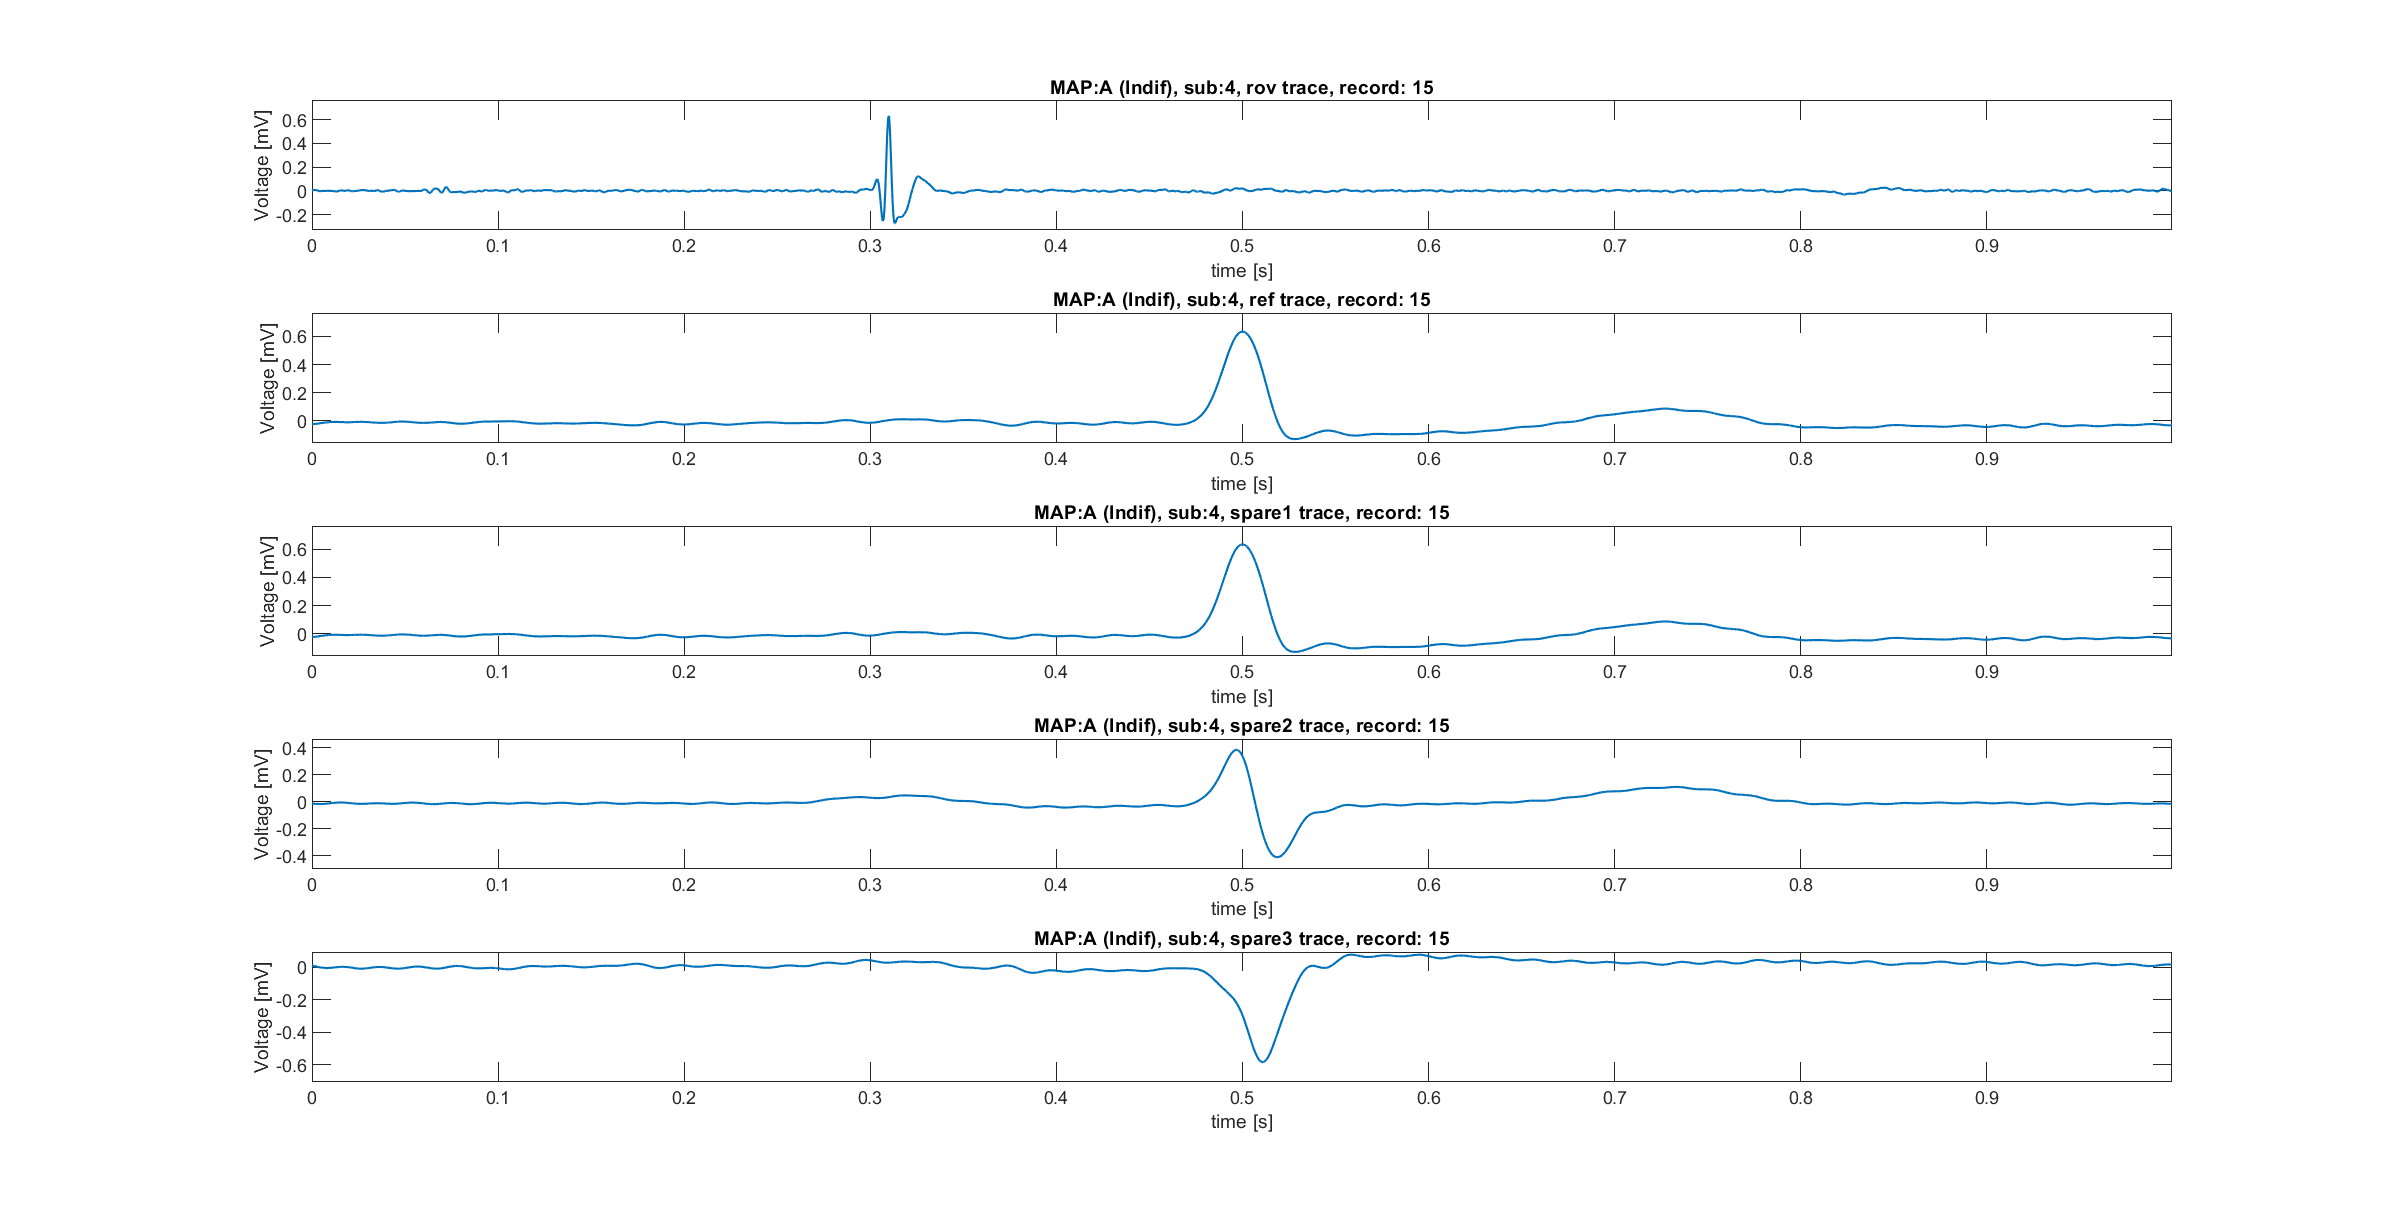 MAP:A (Indif), sub:4, rov trace, record: 15
Voltage [mV]
0.6
0.4
0.2
0
-0.2
0 0.1 0.2 0.3 0.4 0.5 0.6 0.7 0.8 0.9
time [s]
MAP:A (Indif), sub:4, ref trace, record: 15
Voltage [mV]
0.6
0.4
0.2
0
0 0.1 0.2 0.3 0.4 0.5 0.6 0.7 0.8 0.9
time [s]
MAP:A (Indif), sub:4, spare1 trace, record: 15
Voltage [mV]
0.6
0.4
0.2
0
0 0.1 0.2 0.3 0.4 0.5 0.6 0.7 0.8 0.9
time [s]
MAP:A (Indif), sub:4, spare2 trace, record: 15
Voltage [mV]
0.4
0.2
0
-0.2
-0.4
0 0.1 0.2 0.3 0.4 0.5 0.6 0.7 0.8 0.9
time [s]
MAP:A (Indif), sub:4, spare3 trace, record: 15
Voltage [mV]
0
-0.2
-0.4
-0.6
0 0.1 0.2 0.3 0.4 0.5 0.6 0.7 0.8 0.9
time [s]